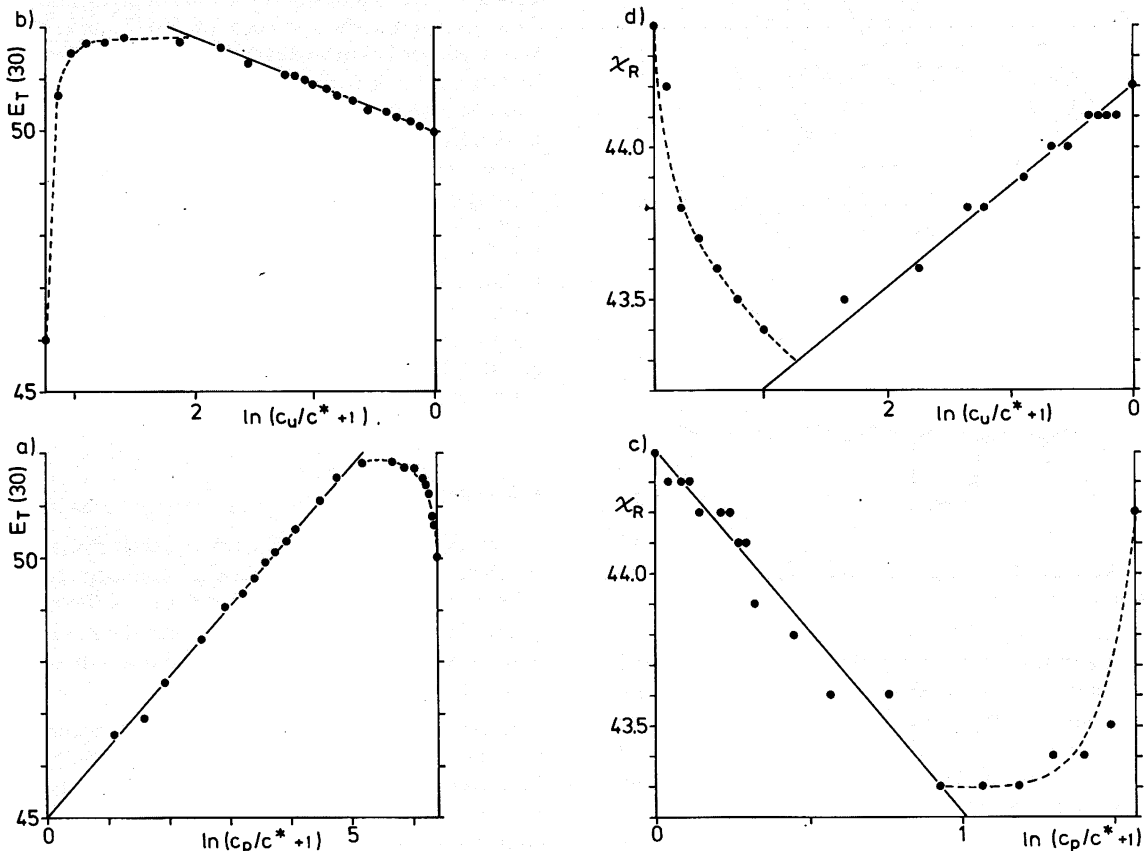 b)
E_T (30)
50
45
2
0
ln (c_u/c* +1) .
d)
χ_R
44.0
43.5
2
0
ln (c_u/c* +1)
a)
E_T (30)
50
45
0
5
ln (c_p/c* +1)
c)
χ_R
44.0
43.5
0
1
ln (c_p/c* +1)